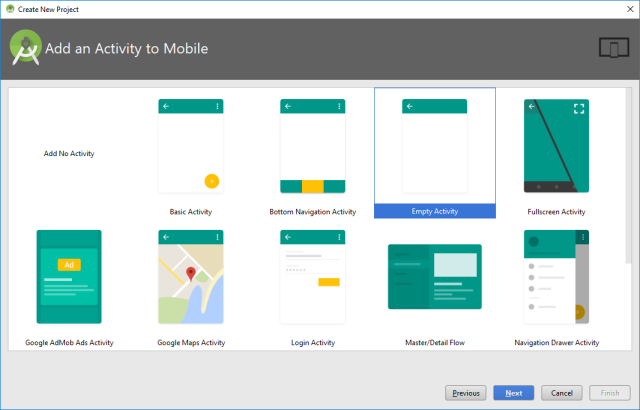 Create New Project
Add an Activity to Mobile
Add No Activity
Basic Activity
Bottom Navigation Activity
Empty Activity
Fullscreen Activity
Ad
Google AdMob Ads Activity
Google Maps Activity
Login Activity
Master/Detail Flow
Navigation Drawer Activity
Previous
Next
Cancel
Finish